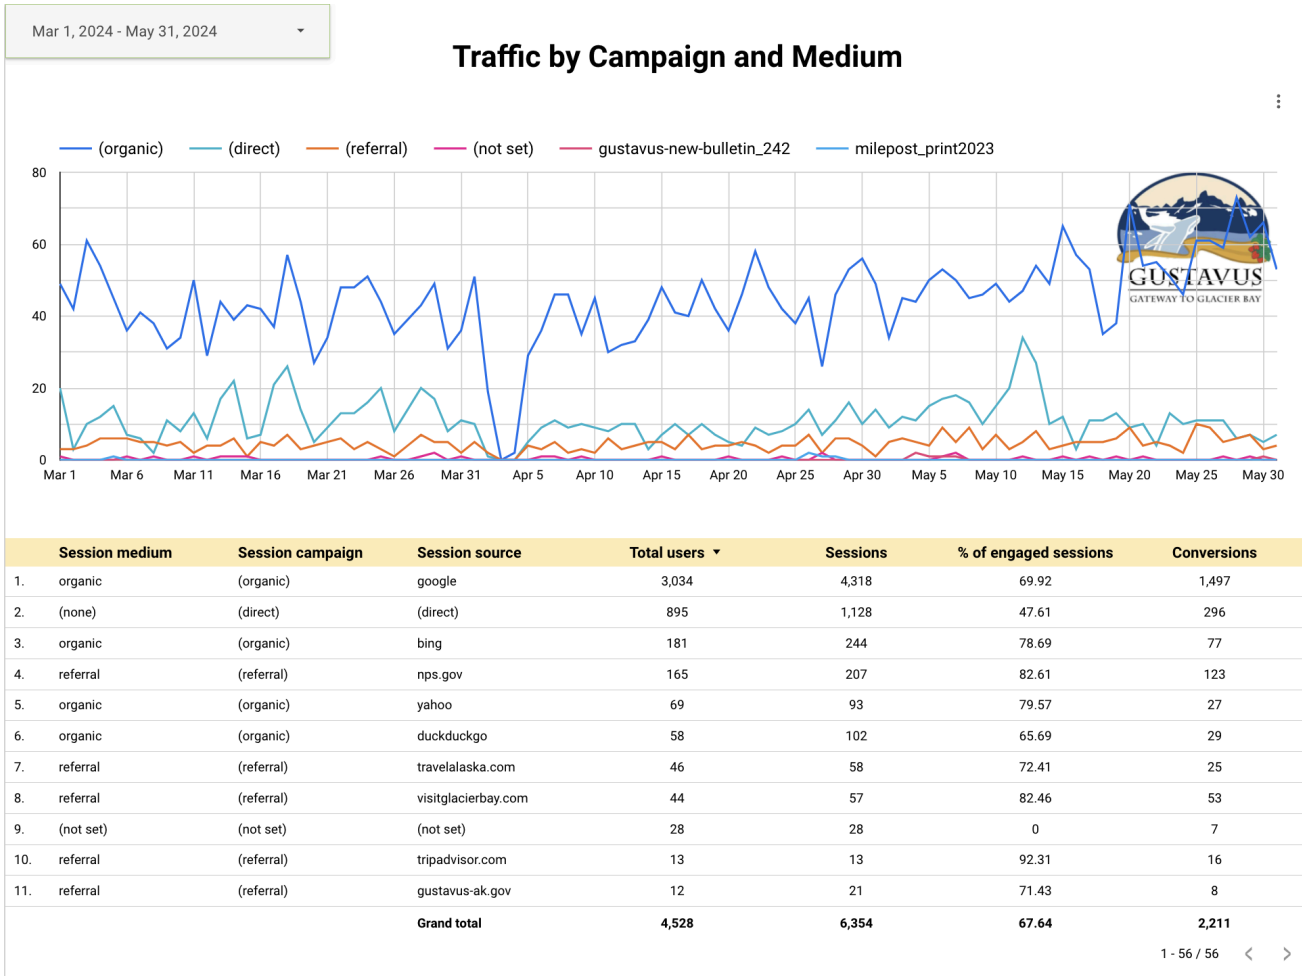 Mar 1, 2024 - May 31, 2024
Traffic by Campaign and Medium
(organic) (direct) (referral) (not set) gustavus-new-bulletin_242 milepost_print2023
80
60
40
20
0
GUSTAVUS
GATEWAY TO GLACIER BAY
Mar 1 Mar 6 Mar 11 Mar 16 Mar 21 Mar 26 Mar 31 Apr 5 Apr 10 Apr 15 Apr 20 Apr 25 Apr 30 May 5 May 10 May 15 May 20 May 25 May 30
Session medium Session campaign Session source Total users Sessions % of engaged sessions Conversions
1. organic (organic) google 3,034 4,318 69.92 1,497
2. (none) (direct) (direct) 895 1,128 47.61 296
3. organic (organic) bing 181 244 78.69 77
4. referral (referral) nps.gov 165 207 82.61 123
5. organic (organic) yahoo 69 93 79.57 27
6. organic (organic) duckduckgo 58 102 65.69 29
7. referral (referral) travelalaska.com 46 58 72.41 25
8. referral (referral) visitglacierbay.com 44 57 82.46 53
9. (not set) (not set) (not set) 28 28 0 7
10. referral (referral) tripadvisor.com 13 13 92.31 16
11. referral (referral) gustavus-ak.gov 12 21 71.43 8
Grand total 4,528 6,354 67.64 2,211
1 - 56 / 56